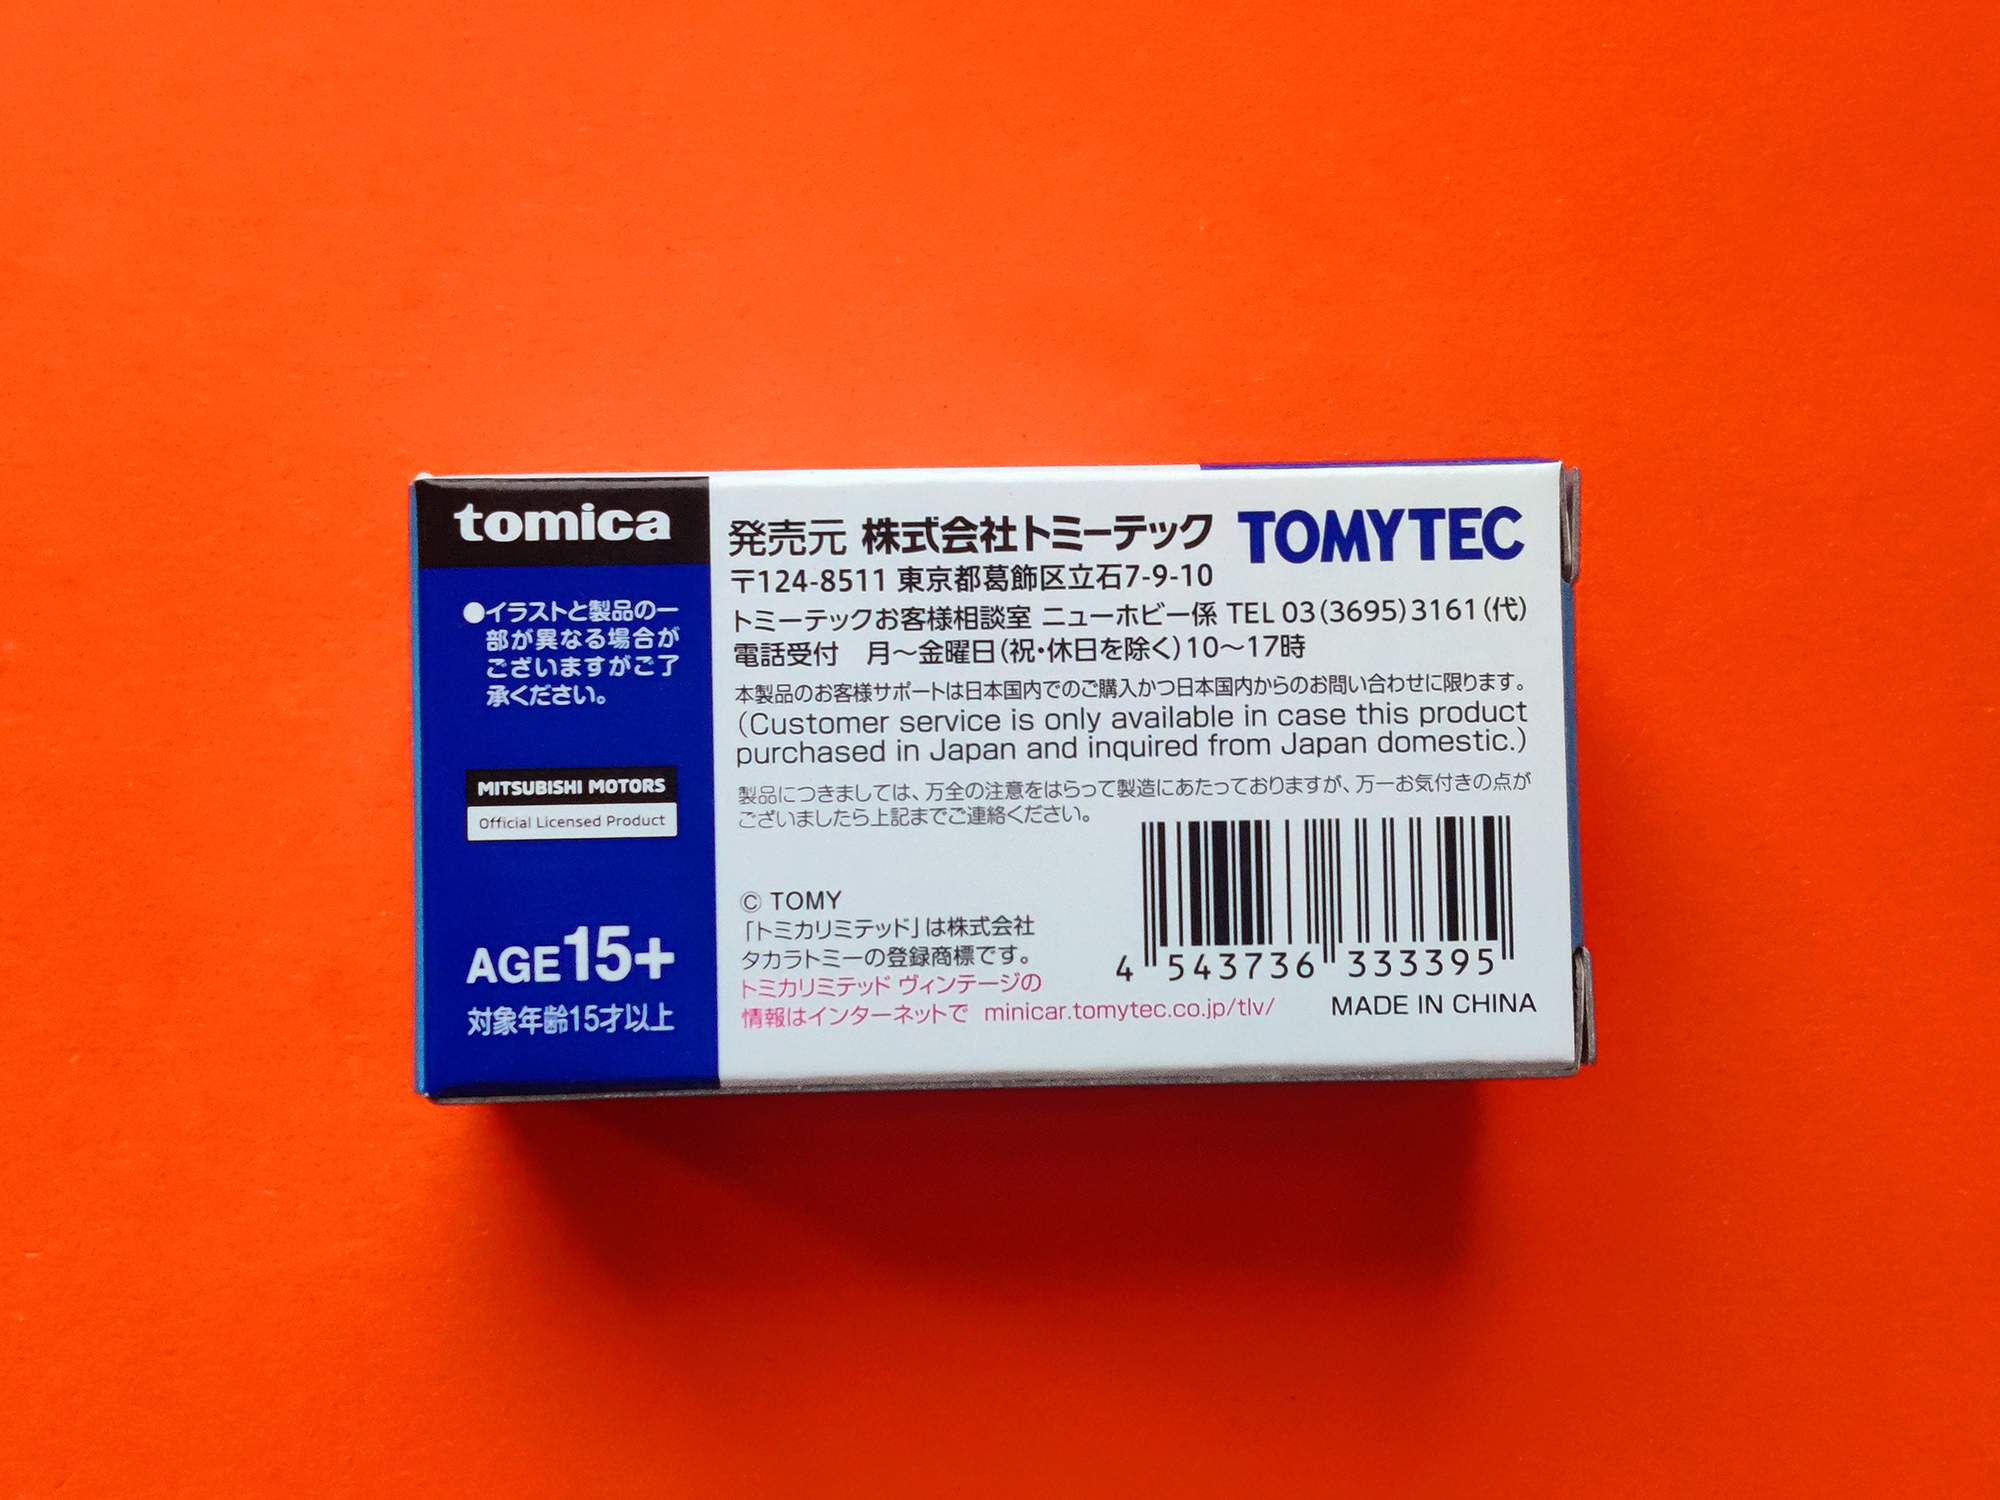 tomica
●イラストと製品の一
部が異なる場合が
ございますがご了
承ください。
MITSUBISHI MOTORS
Official Licensed Product
AGE15+
対象年齢15才以上
発売元 株式会社トミーテック TOMYTEC
〒124-8511 東京都葛飾区立石7-9-10
トミーテックお客様相談室 ニューホビー係 TEL 03(3695)3161(代)
電話受付 月〜金曜日(祝・休日を除く)10〜17時
本製品のお客様サポートは日本国内でのご購入かつ日本国内からのお問い合わせに限ります。
(Customer service is only available in case this product
purchased in Japan and inquired from Japan domestic.)
製品につきましては、万全の注意をはらって製造にあたっておりますが、万一お気付きの点が
ございましたら上記までご連絡ください。
© TOMY
「トミカリミテッド」は株式会社
タカラトミーの登録商標です。
トミカリミテッド ヴィンテージの
情報はインターネットで minicar.tomytec.co.jp/tlv/
4 543736 333395
MADE IN CHINA